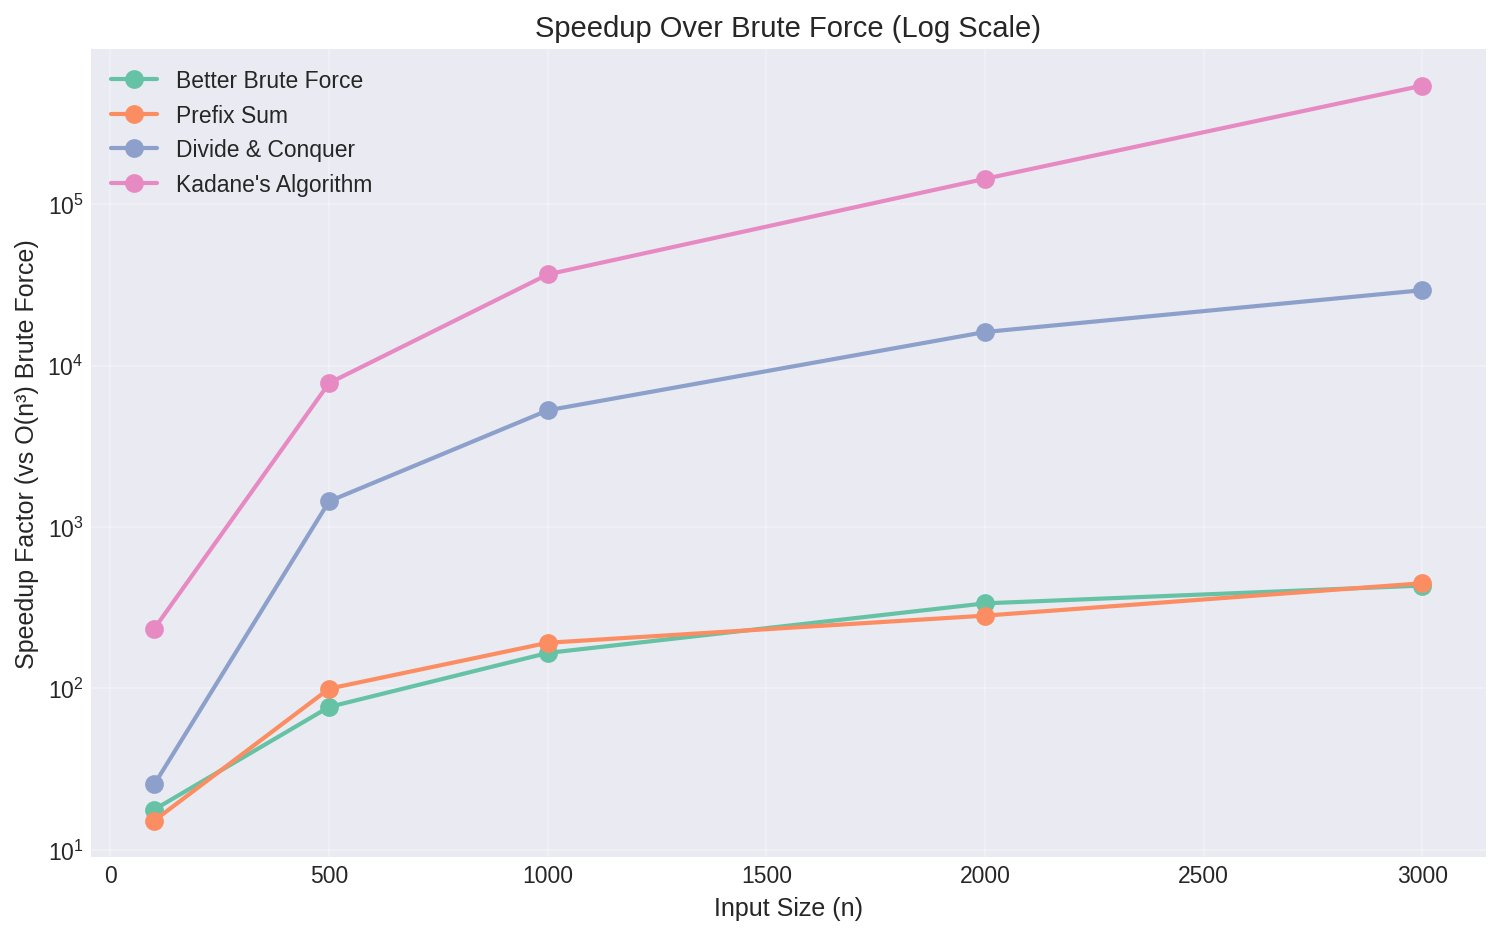 Speedup Over Brute Force (Log Scale)
Better Brute Force
Prefix Sum
Divide & Conquer
Kadane's Algorithm
Speedup Factor (vs O(n³) Brute Force)
10⁵
10⁴
10³
10²
10¹
0 500 1000 1500 2000 2500 3000
Input Size (n)